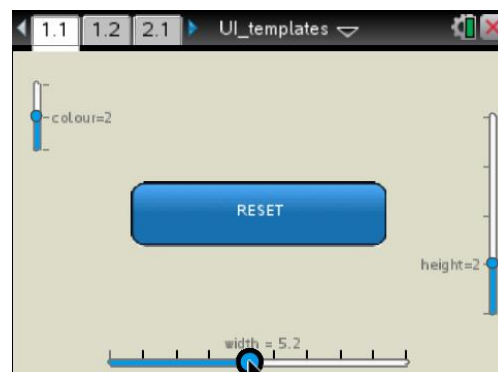 1.1 1.2 2.1 UI_templates
colour=2
RESET
height=2
width = 5.2